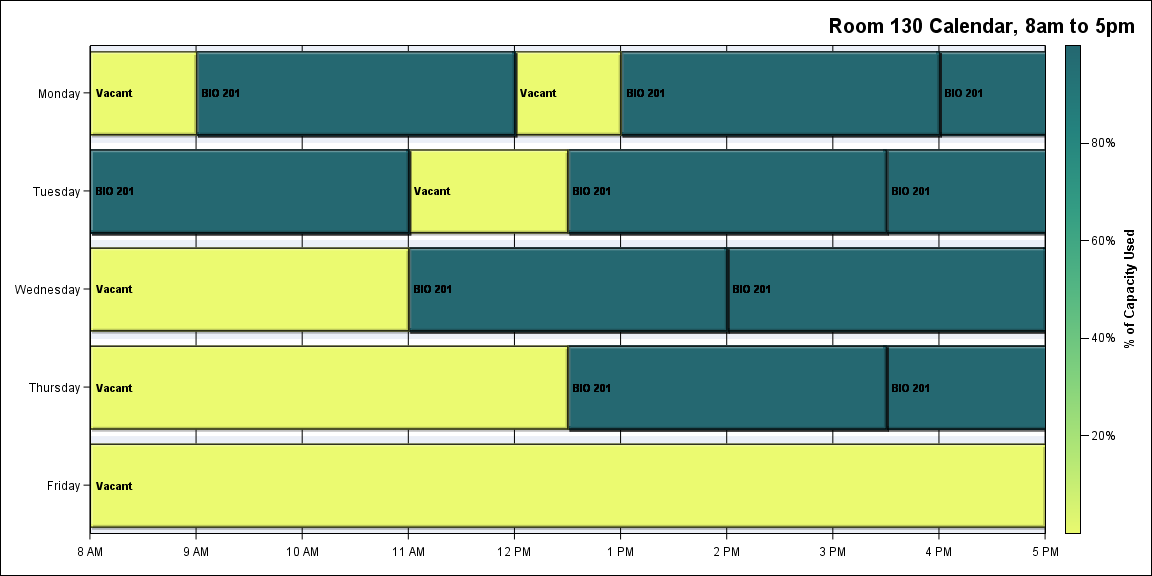 Room 130 Calendar, 8am to 5pm
Monday
Vacant
BIO 201
Vacant
BIO 201
BIO 201
Tuesday
BIO 201
Vacant
BIO 201
BIO 201
Wednesday
Vacant
BIO 201
BIO 201
Thursday
Vacant
BIO 201
BIO 201
Friday
Vacant
8 AM
9 AM
10 AM
11 AM
12 PM
1 PM
2 PM
3 PM
4 PM
5 PM
80%
60%
40%
20%
% of Capacity Used